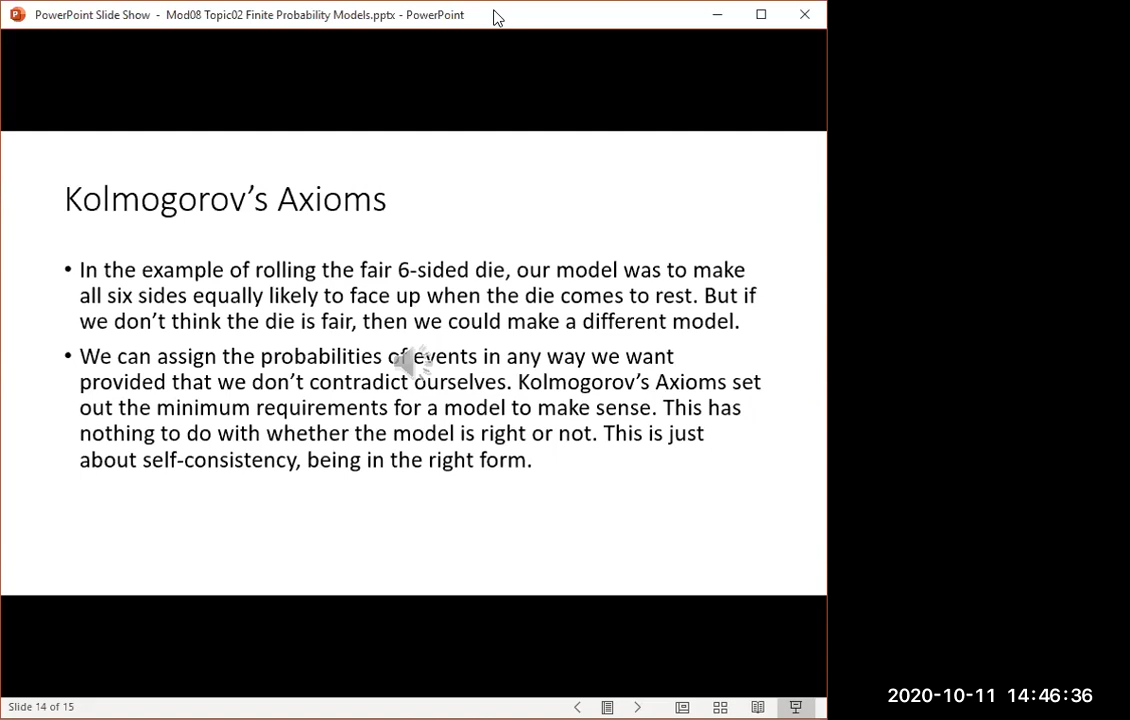 PowerPoint Slide Show - Mod08 Topic02 Finite Probability Models.pptx - PowerPoint
Kolmogorov’s Axioms
• In the example of rolling the fair 6-sided die, our model was to make
all six sides equally likely to face up when the die comes to rest. But if
we don’t think the die is fair, then we could make a different model.
• We can assign the probabilities of events in any way we want
provided that we don’t contradict ourselves. Kolmogorov’s Axioms set
out the minimum requirements for a model to make sense. This has
nothing to do with whether the model is right or not. This is just
about self-consistency, being in the right form.
Slide 14 of 15
2020-10-11 14:46:36